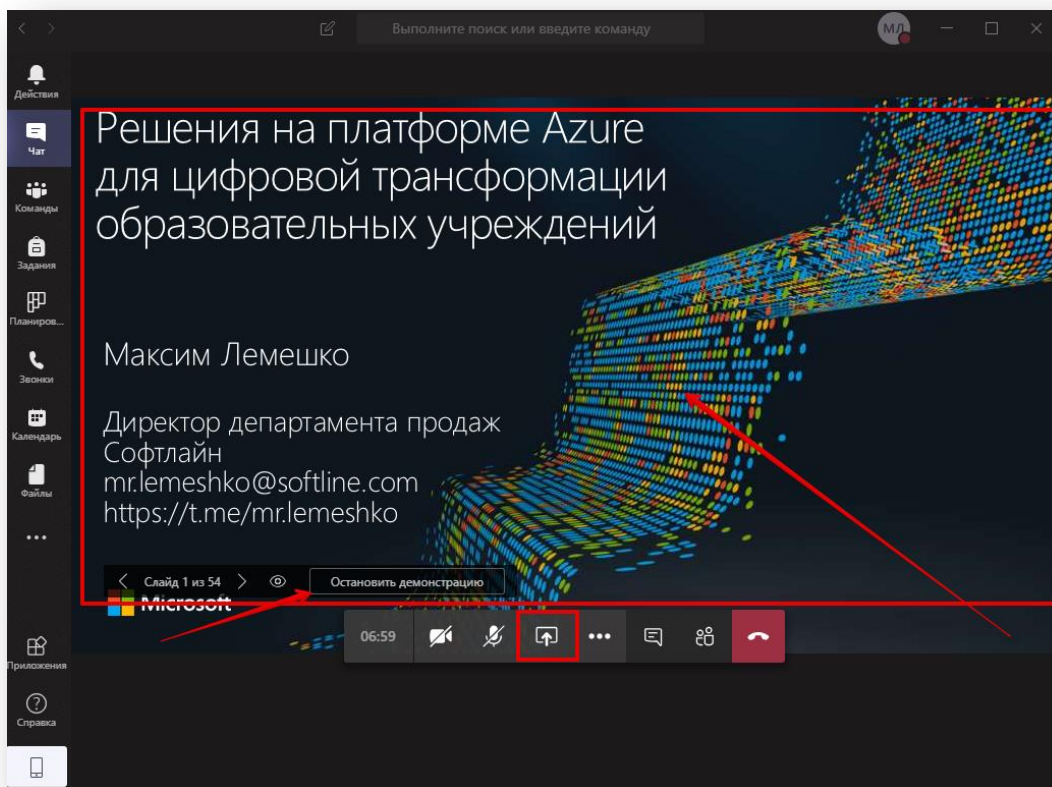 Выполните поиск или введите команду
МЛ
Действия
Чат
Команды
Задания
Планиров...
Звонки
Календарь
Файлы
Приложения
Справка
Решения на платформе Azure
для цифровой трансформации
образовательных учреждений
Максим Лемешко
Директор департамента продаж
Софтлайн
mr.lemeshko@softline.com
https://t.me/mr.lemeshko
Слайд 1 из 54
Остановить демонстрацию
Microsoft
06:59